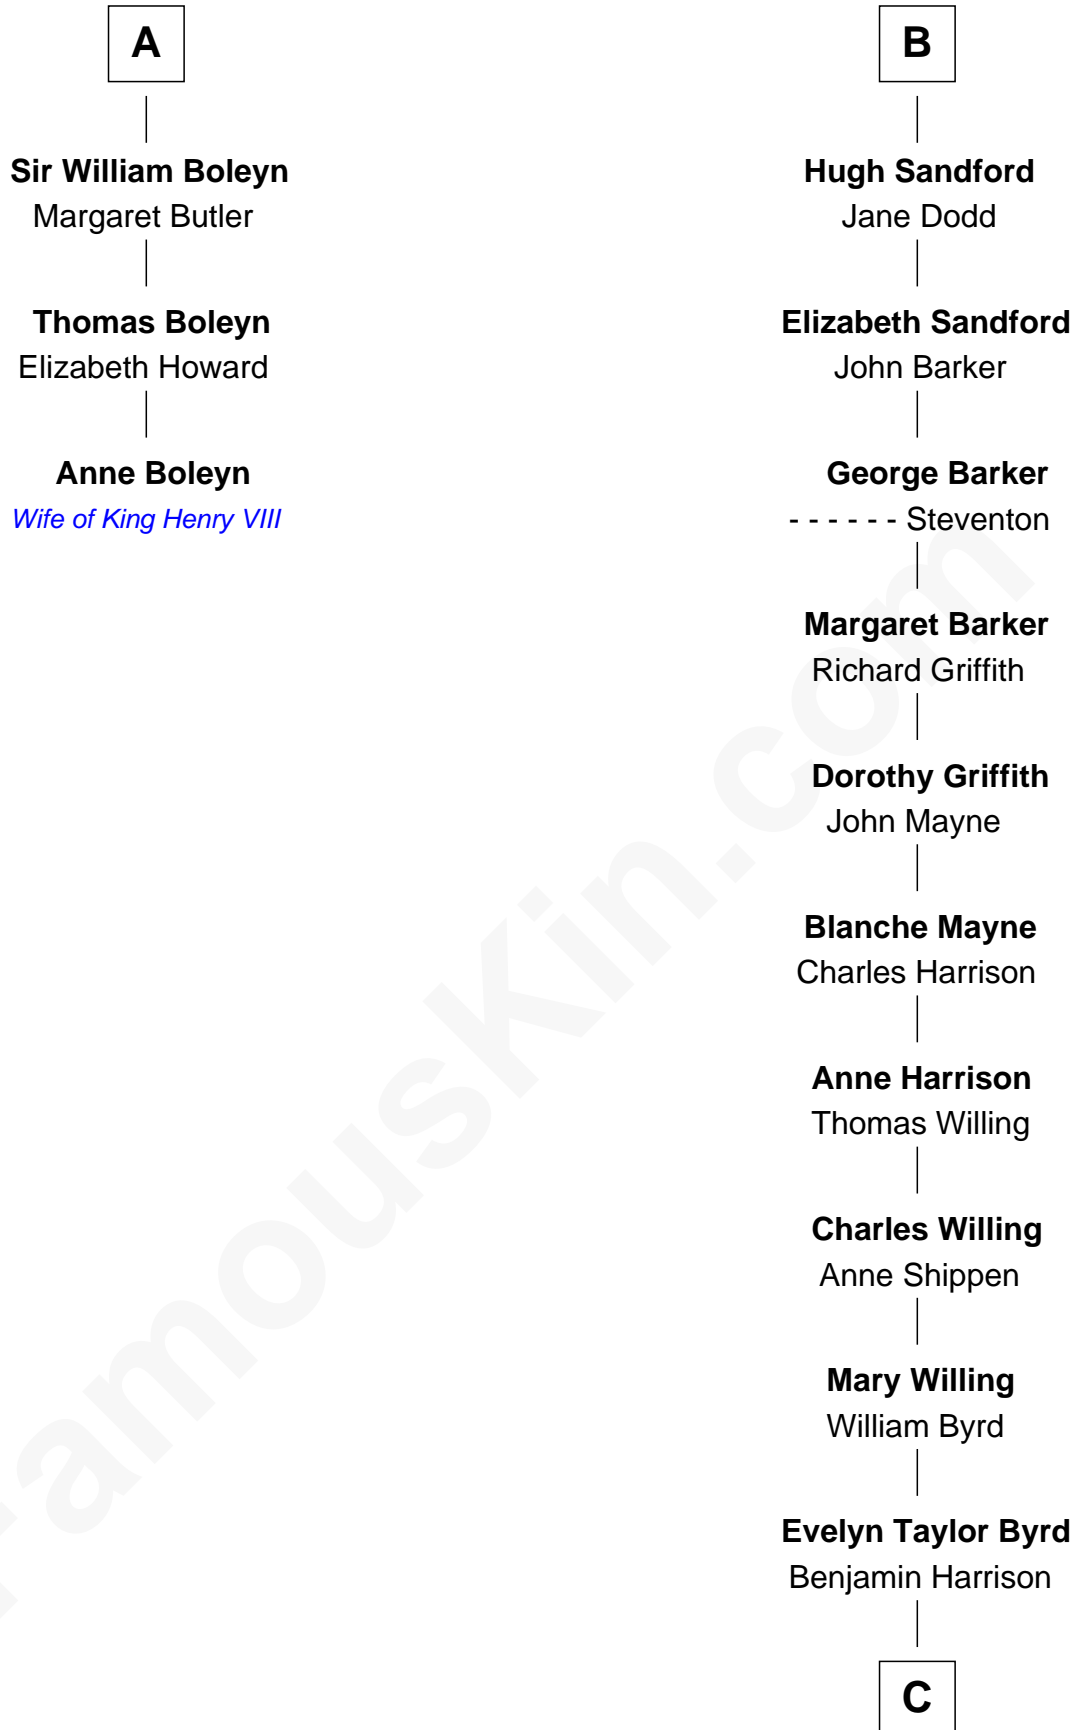 A
Sir William Boleyn
Margaret Butler
Thomas Boleyn
Elizabeth Howard
Anne Boleyn
Wife of King Henry VIII
B
Hugh Sandford
Jane Dodd
Elizabeth Sandford
John Barker
George Barker
- - - - - - Steventon
Margaret Barker
Richard Griffith
Dorothy Griffith
John Mayne
Blanche Mayne
Charles Harrison
Anne Harrison
Thomas Willing
Charles Willing
Anne Shippen
Mary Willing
William Byrd
Evelyn Taylor Byrd
Benjamin Harrison
C
FamousKin.com